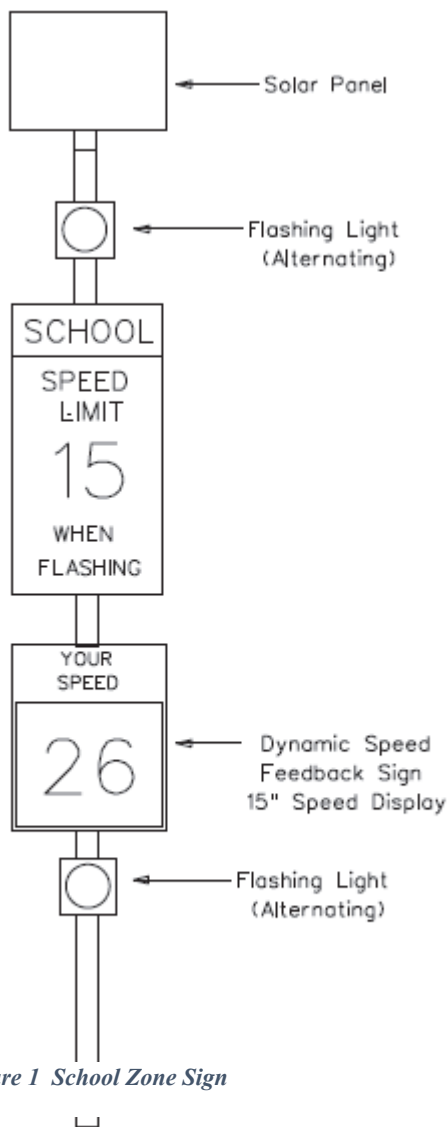 Solar Panel
Flashing Light
(Alternating)
SCHOOL
SPEED
LIMIT
15
WHEN
FLASHING
YOUR
SPEED
26
Dynamic Speed
Feedback Sign
15" Speed Display
Flashing Light
(Alternating)
re 1 School Zone Sign